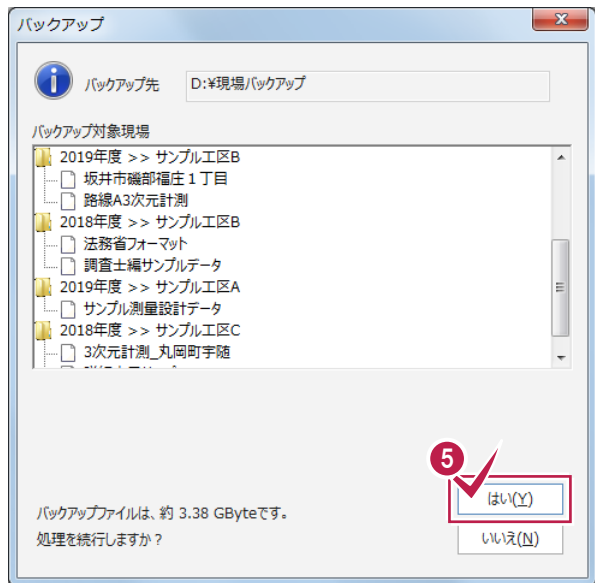 バックアップ
バックアップ先 D:¥現場バックアップ
バックアップ対象現場
2019年度 >> サンプル工区B
坂井市磯部福庄１丁目
路線A3次元計測
2018年度 >> サンプル工区B
法務省フォーマット
調査士編サンプルデータ
2019年度 >> サンプル工区A
サンプル測量設計データ
2018年度 >> サンプル工区C
3次元計測_丸岡町宇随
5
はい(Y)
バックアップファイルは、約 3.38 GByteです。
処理を続行しますか？
いいえ(N)